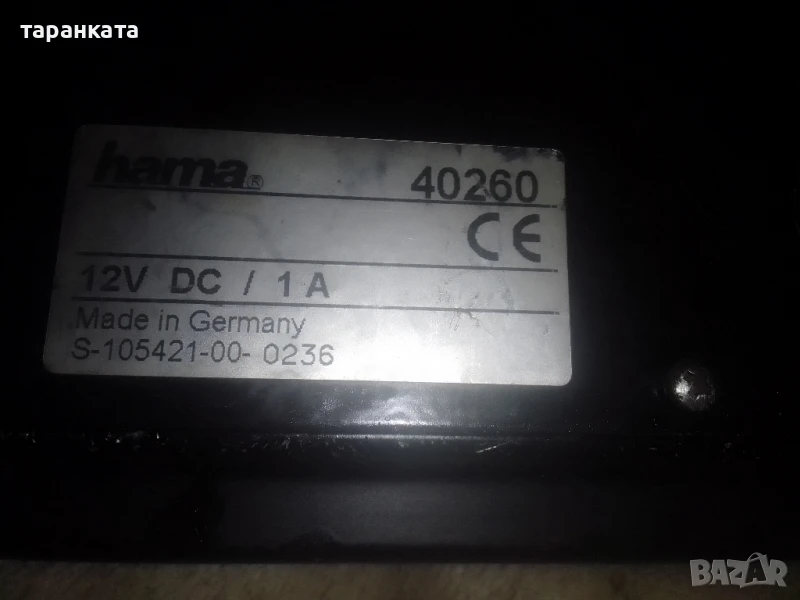 таранката
hama®
40260
CE
12V DC / 1 A
Made in Germany
S-105421-00- 0236
BAZAR